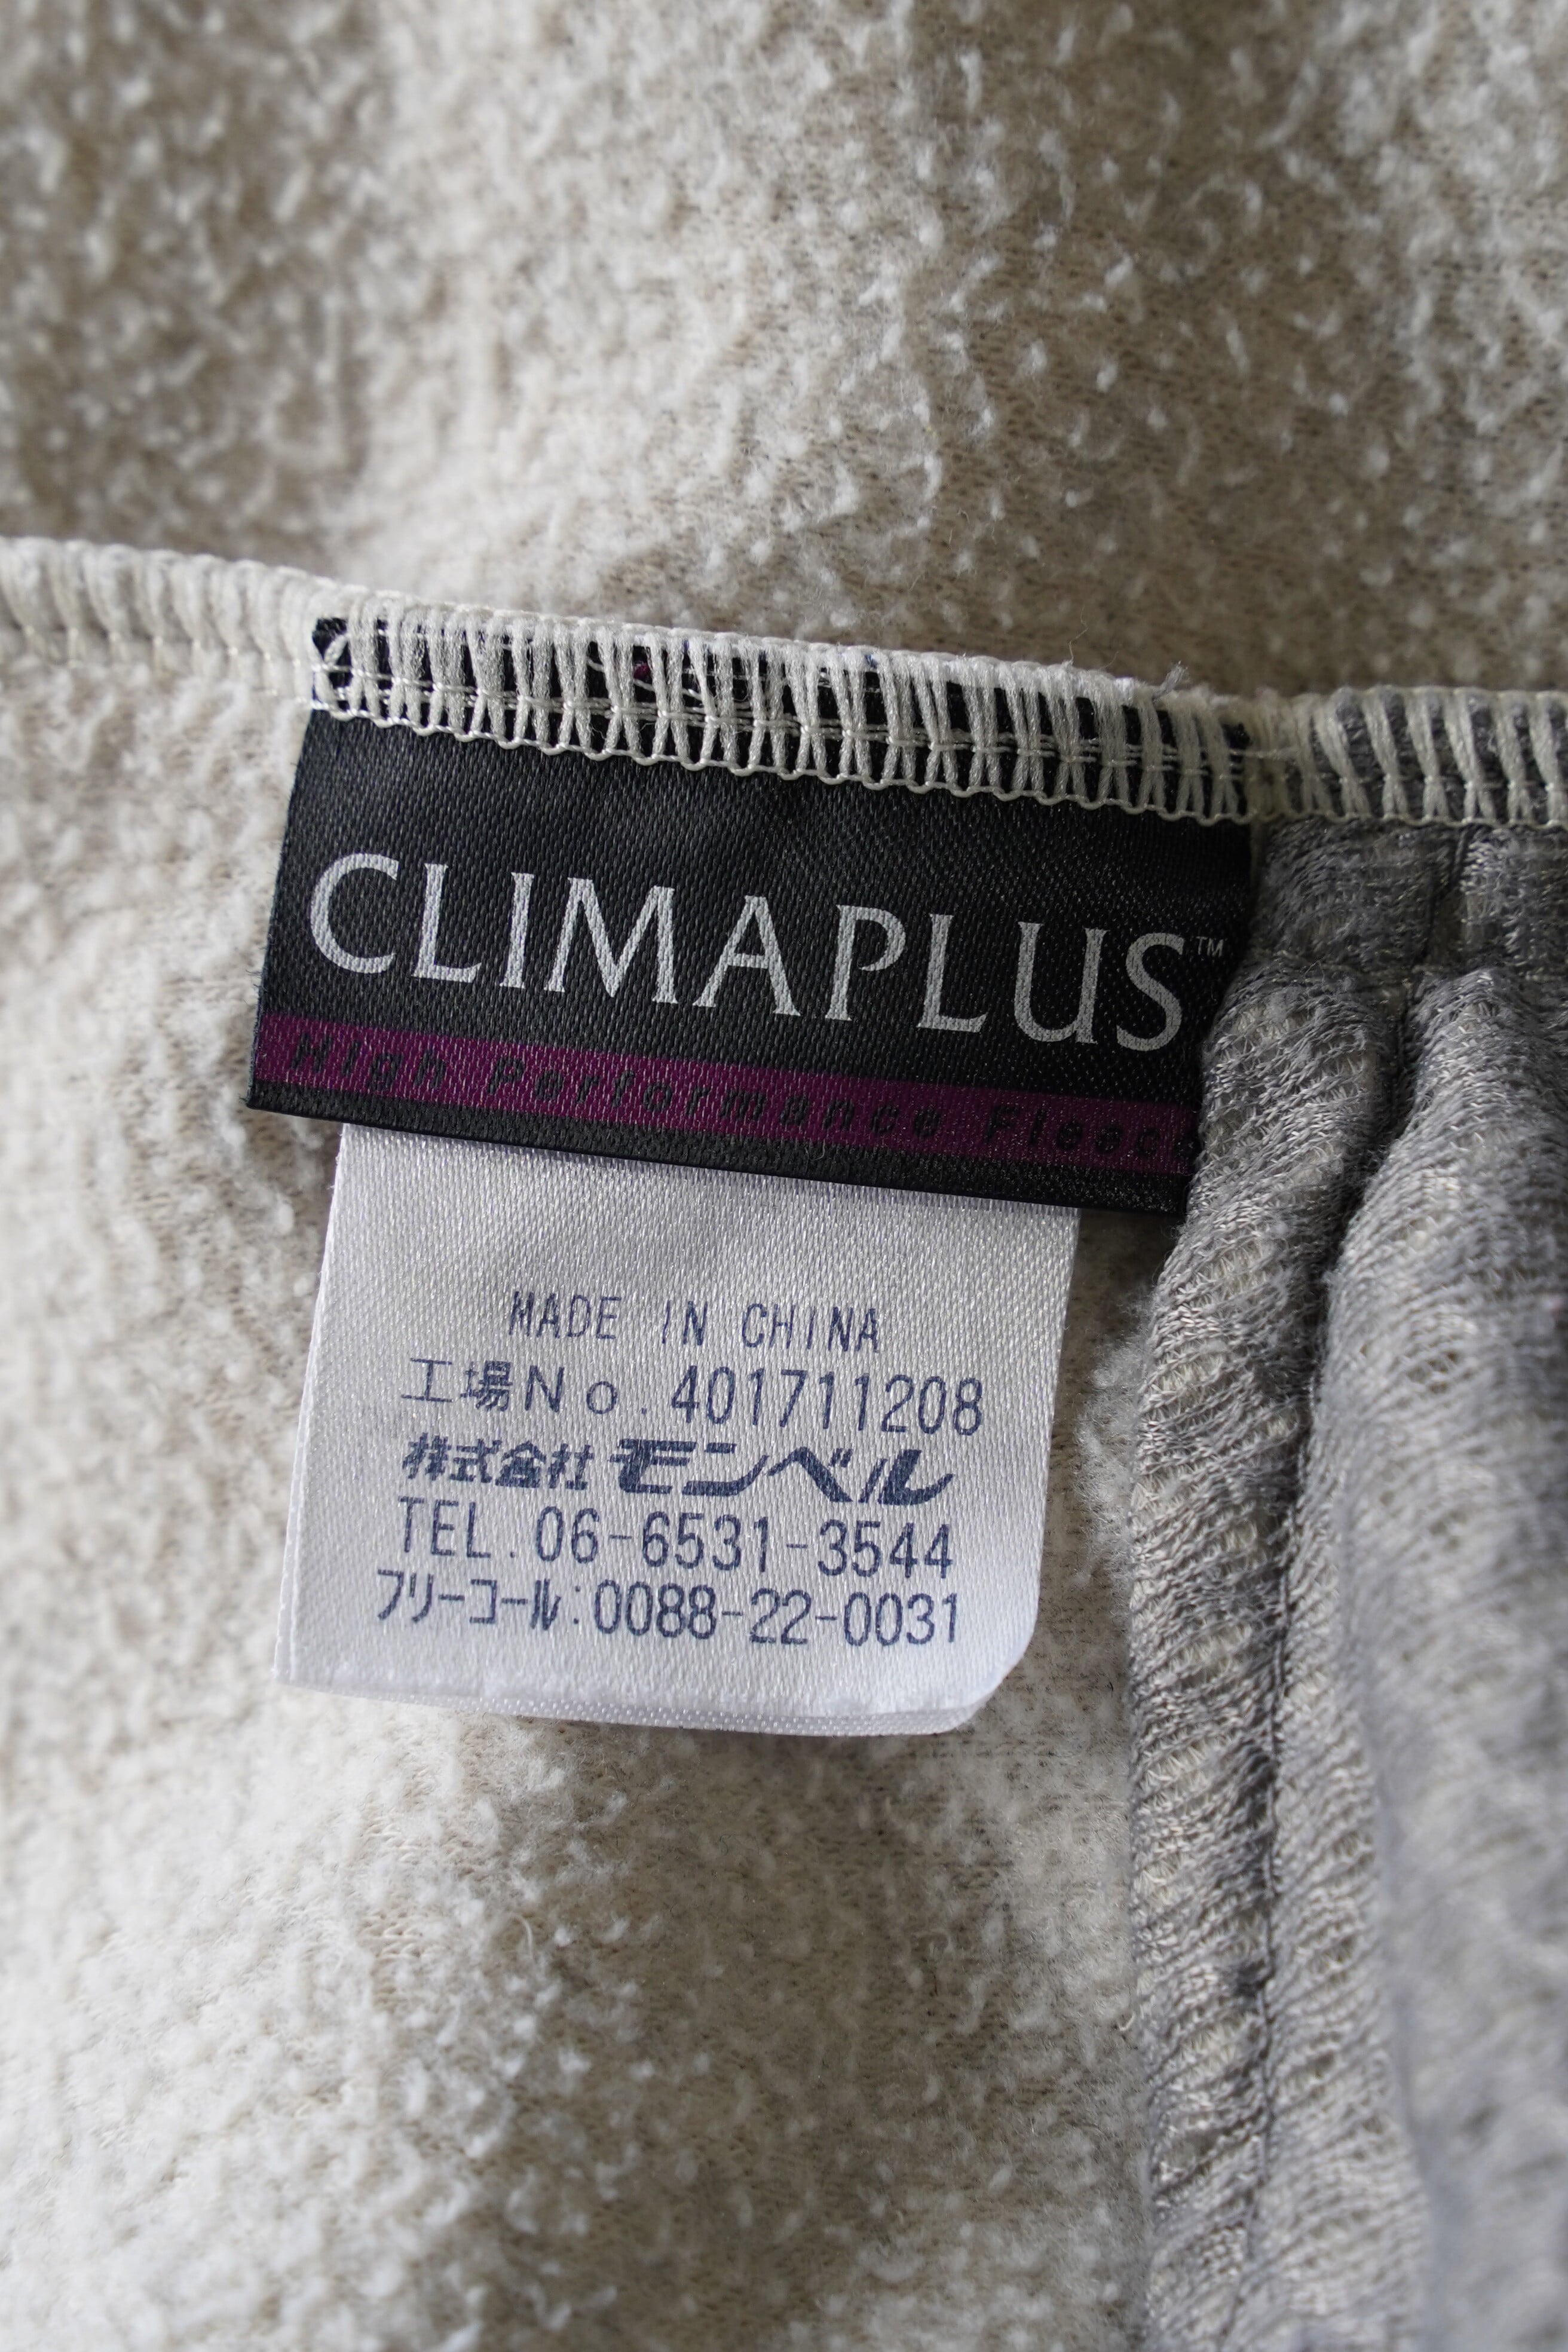 CLIMAPLUS™
High Performance Fleec
MADE IN CHINA
工場No.401711208
株式会社モンベル
TEL.06-6531-3544
フリーコール:0088-22-0031